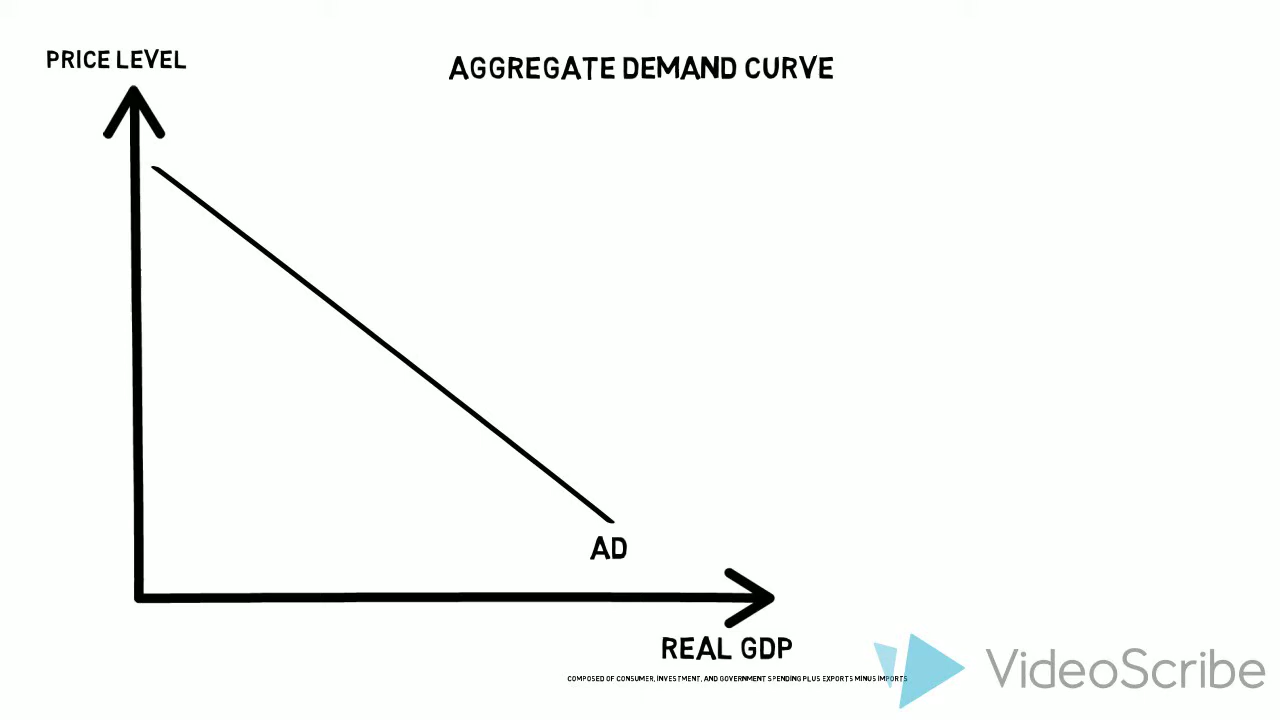 PRICE LEVEL
AGGREGATE DEMAND CURVE
AD
REAL GDP
COMPOSED OF CONSUMER, INVESTMENT, AND GOVERNMENT SPENDING PLUS EXPORTS MINUS IMPORTS
VideoScribe